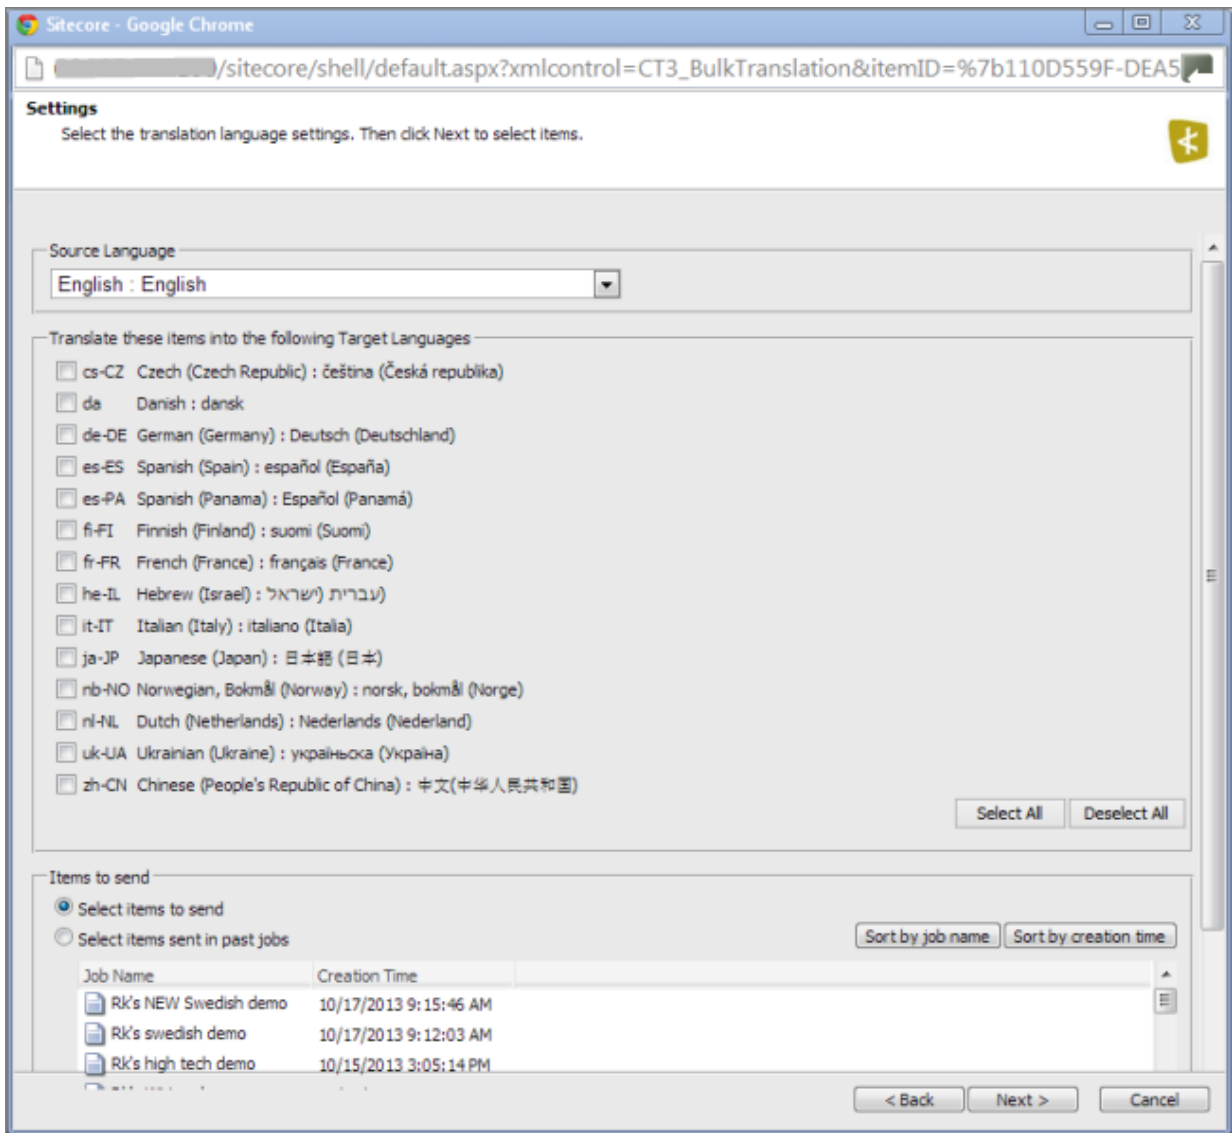 Sitecore - Google Chrome
/sitecore/shell/default.aspx?xmlcontrol=CT3_BulkTranslation&itemID=%7b110D559F-DEA5
Settings
Select the translation language settings. Then click Next to select items.
Source Language
English : English
Translate these items into the following Target Languages
cs-CZ Czech (Czech Republic) : čeština (Česká republika)
da Danish : dansk
de-DE German (Germany) : Deutsch (Deutschland)
es-ES Spanish (Spain) : español (España)
es-PA Spanish (Panama) : Español (Panamá)
fi-FI Finnish (Finland) : suomi (Suomi)
fr-FR French (France) : français (France)
he-IL Hebrew (Israel) : עברית (ישראל)
it-IT Italian (Italy) : italiano (Italia)
ja-JP Japanese (Japan) : 日本語 (日本)
nb-NO Norwegian, Bokmål (Norway) : norsk, bokmål (Norge)
nl-NL Dutch (Netherlands) : Nederlands (Nederland)
uk-UA Ukrainian (Ukraine) : україньска (Україна)
zh-CN Chinese (People's Republic of China) : 中文(中华人民共和国)
Select All Deselect All
Items to send
Select items to send
Select items sent in past jobs Sort by job name Sort by creation time
Job Name Creation Time
Rk's NEW Swedish demo 10/17/2013 9:15:46 AM
Rk's swedish demo 10/17/2013 9:12:03 AM
Rk's high tech demo 10/15/2013 3:05:14 PM
< Back Next > Cancel